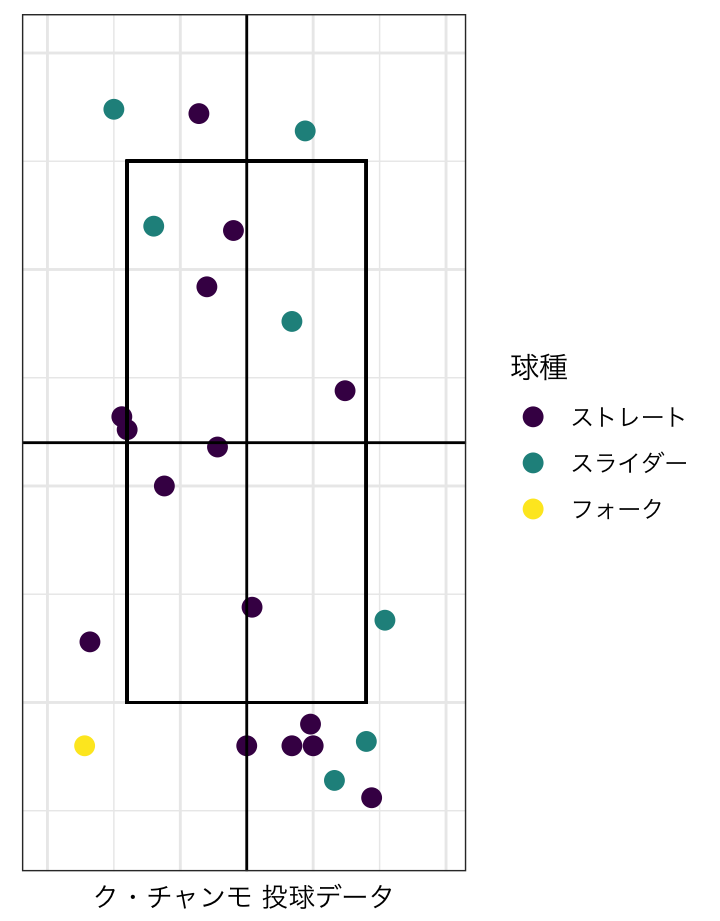 球種
ストレート
スライダー
フォーク
ク・チャンモ 投球データ